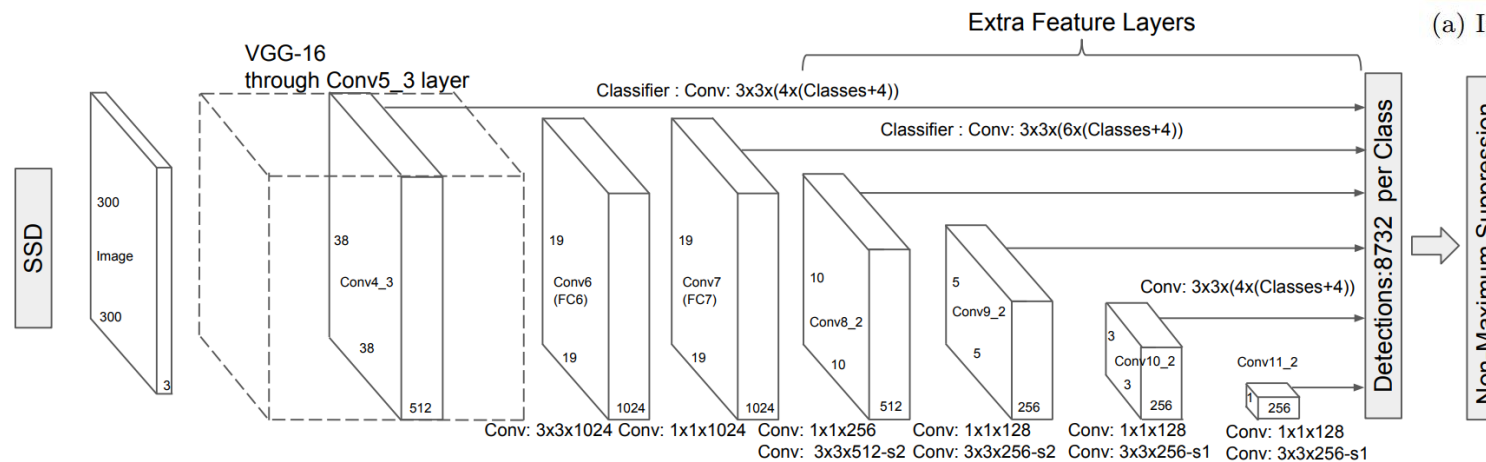 Extra Feature Layers
(a) I
VGG-16
through Conv5_3 layer
Classifier : Conv: 3x3x(4x(Classes+4))
Classifier : Conv: 3x3x(6x(Classes+4))
SSD
300
Image
300
3
38
Conv4_3
38
512
19
Conv6
(FC6)
19
1024
19
Conv7
(FC7)
19
1024
10
Conv8_2
10
512
5
Conv9_2
5
256
Conv: 3x3x(4x(Classes+4))
3
Conv10_2
3
256
Conv11_2
1
256
Detections:8732 per Class
Non-Maximum Suppression
Conv: 3x3x1024
Conv: 1x1x1024
Conv: 1x1x256
Conv: 3x3x512-s2
Conv: 1x1x128
Conv: 3x3x256-s2
Conv: 1x1x128
Conv: 3x3x256-s1
Conv: 1x1x128
Conv: 3x3x256-s1